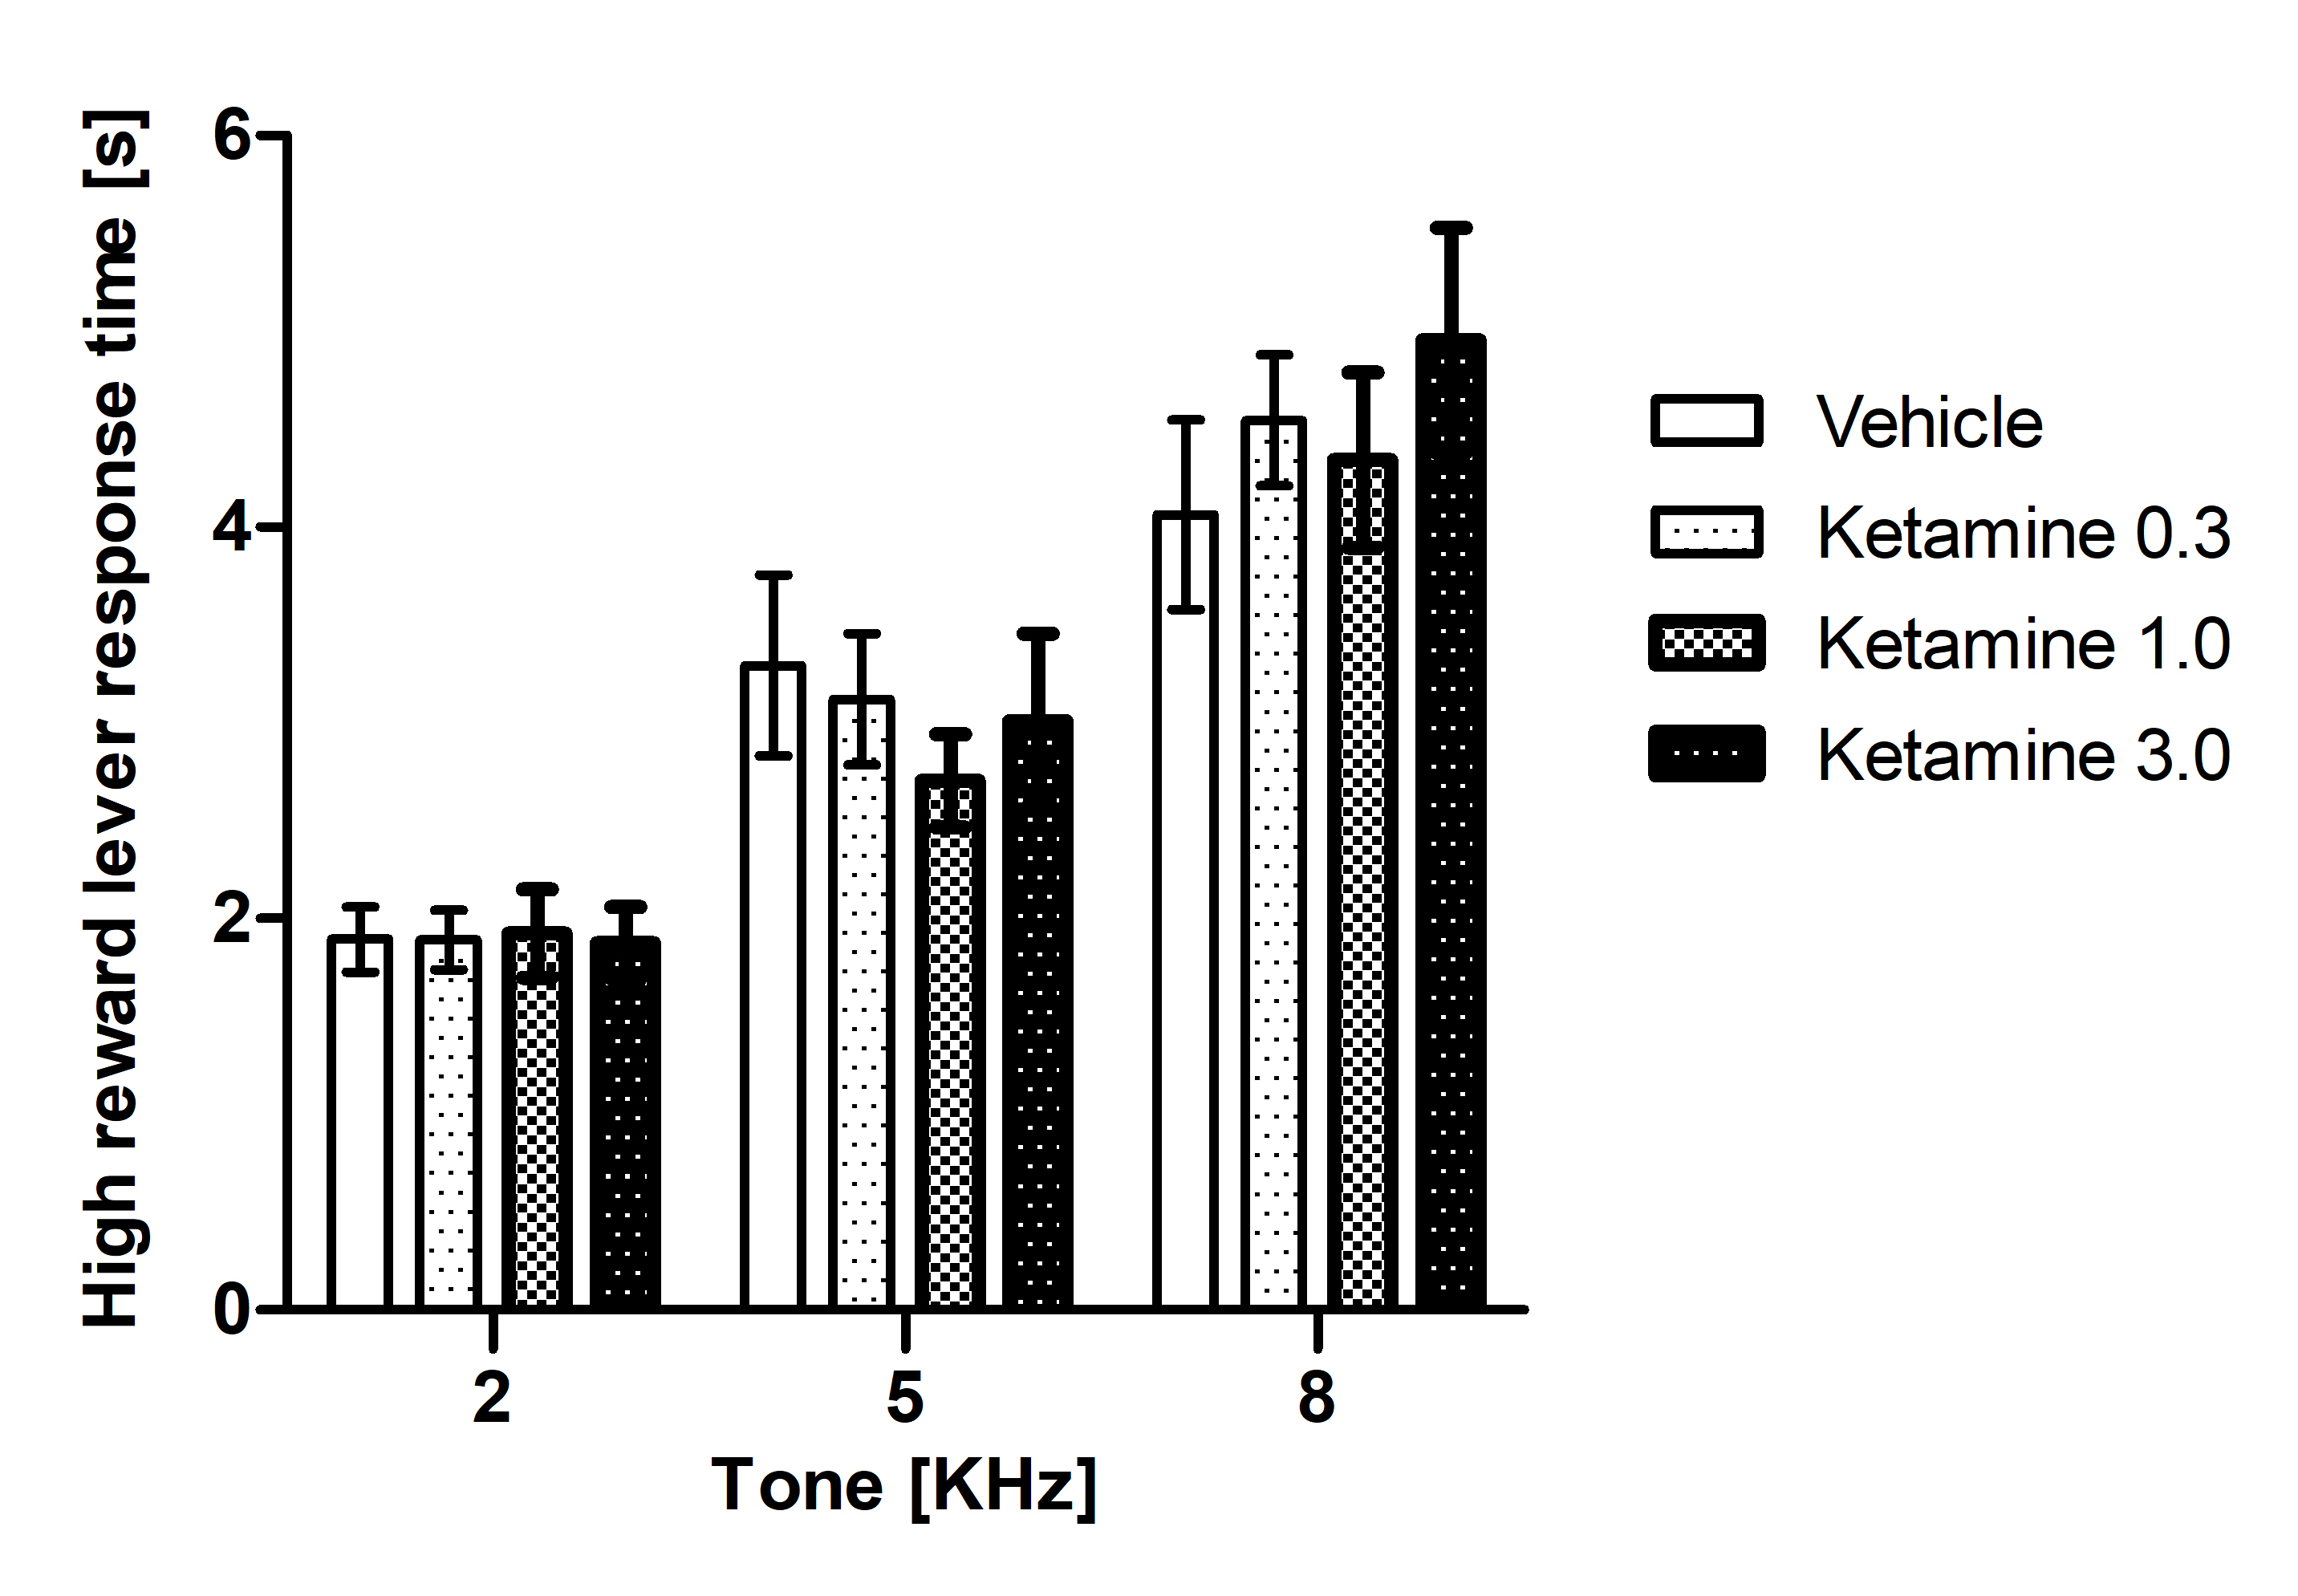 High reward lever response time [s]
6
4
2
0
2 5 8
Tone [KHz]
Vehicle
Ketamine 0.3
Ketamine 1.0
Ketamine 3.0